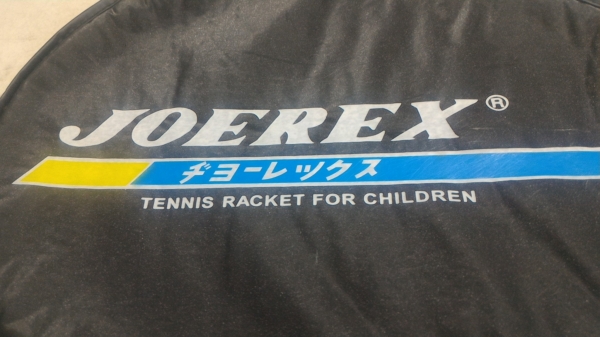 JOEREX®
ヂヨーレックス
TENNIS RACKET FOR CHILDREN